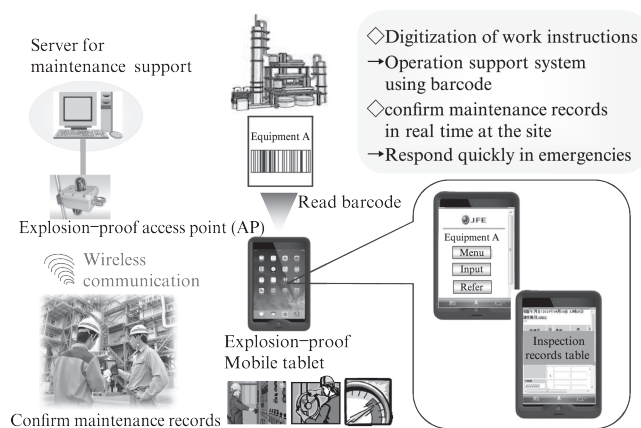 Server for
maintenance support
◇Digitization of work instructions
→Operation support system
using barcode
◇confirm maintenance records
in real time at the site
→Respond quickly in emergencies
Equipment A
Read barcode
Explosion−proof access point (AP)
Wireless
communication
JFE
Equipment A
Menu
Input
Refer
Inspection
records table
Explosion−proof
Mobile tablet
Confirm maintenance records